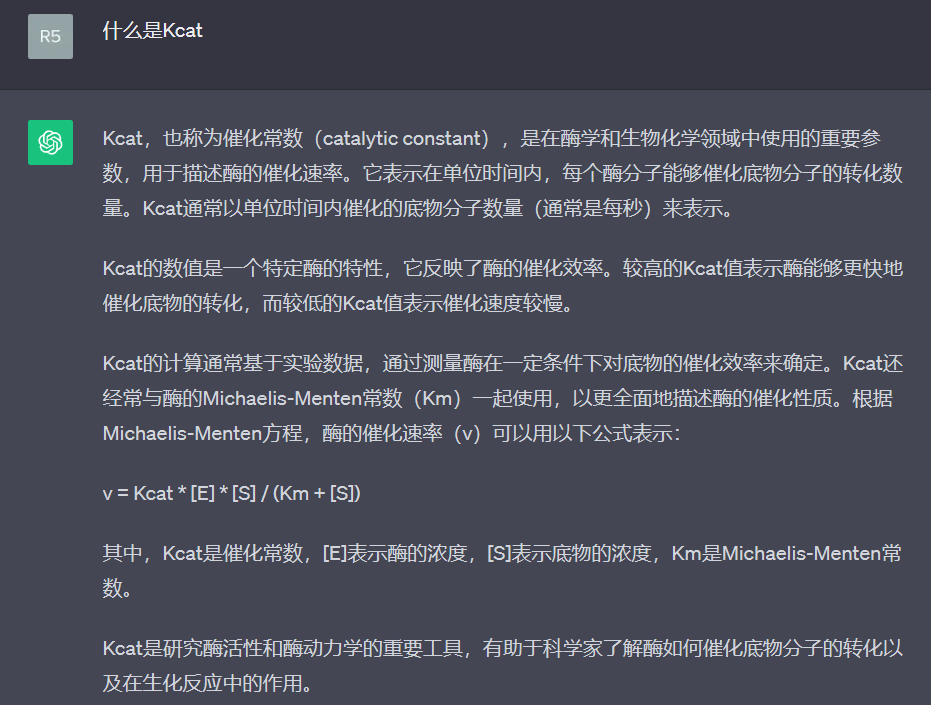 R5
什么是Kcat
Kcat，也称为催化常数（catalytic constant），是在酶学和生物化学领域中使用的重要参
数，用于描述酶的催化速率。它表示在单位时间内，每个酶分子能够催化底物分子的转化数
量。Kcat通常以单位时间内催化的底物分子数量（通常是每秒）来表示。
Kcat的数值是一个特定酶的特性，它反映了酶的催化效率。较高的Kcat值表示酶能够更快地
催化底物的转化，而较低的Kcat值表示催化速度较慢。
Kcat的计算通常基于实验数据，通过测量酶在一定条件下对底物的催化效率来确定。Kcat还
经常与酶的Michaelis-Menten常数（Km）一起使用，以更全面地描述酶的催化性质。根据
Michaelis-Menten方程，酶的催化速率（v）可以用以下公式表示：
v = Kcat * [E] * [S] / (Km + [S])
其中，Kcat是催化常数，[E]表示酶的浓度，[S]表示底物的浓度，Km是Michaelis-Menten常
数。
Kcat是研究酶活性和酶动力学的重要工具，有助于科学家了解酶如何催化底物分子的转化以
及在生化反应中的作用。